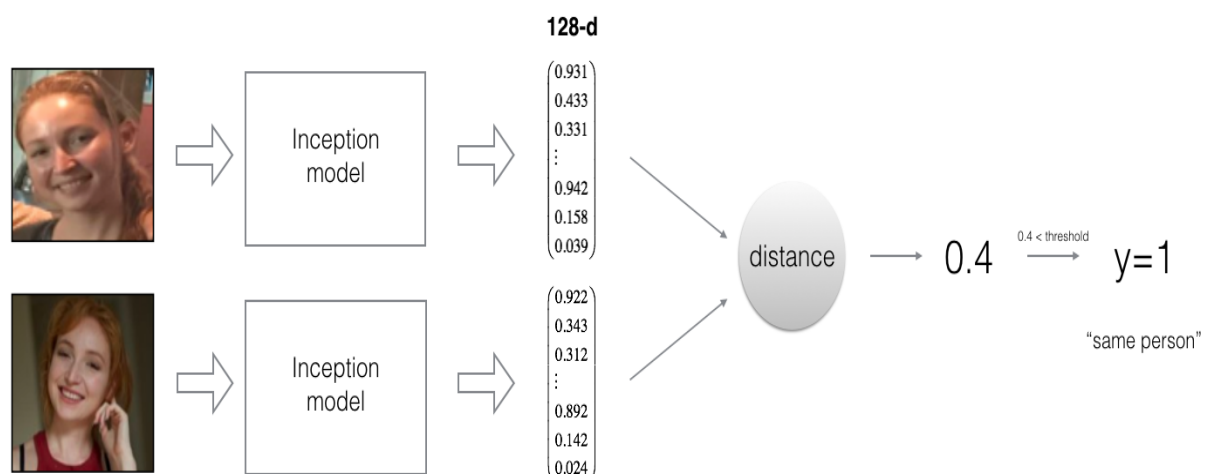 128-d
Inception
model
0.931
0.433
0.331
⋮
0.942
0.158
0.039
Inception
model
0.922
0.343
0.312
⋮
0.892
0.142
0.024
distance
0.4
0.4 < threshold
y=1
“same person”